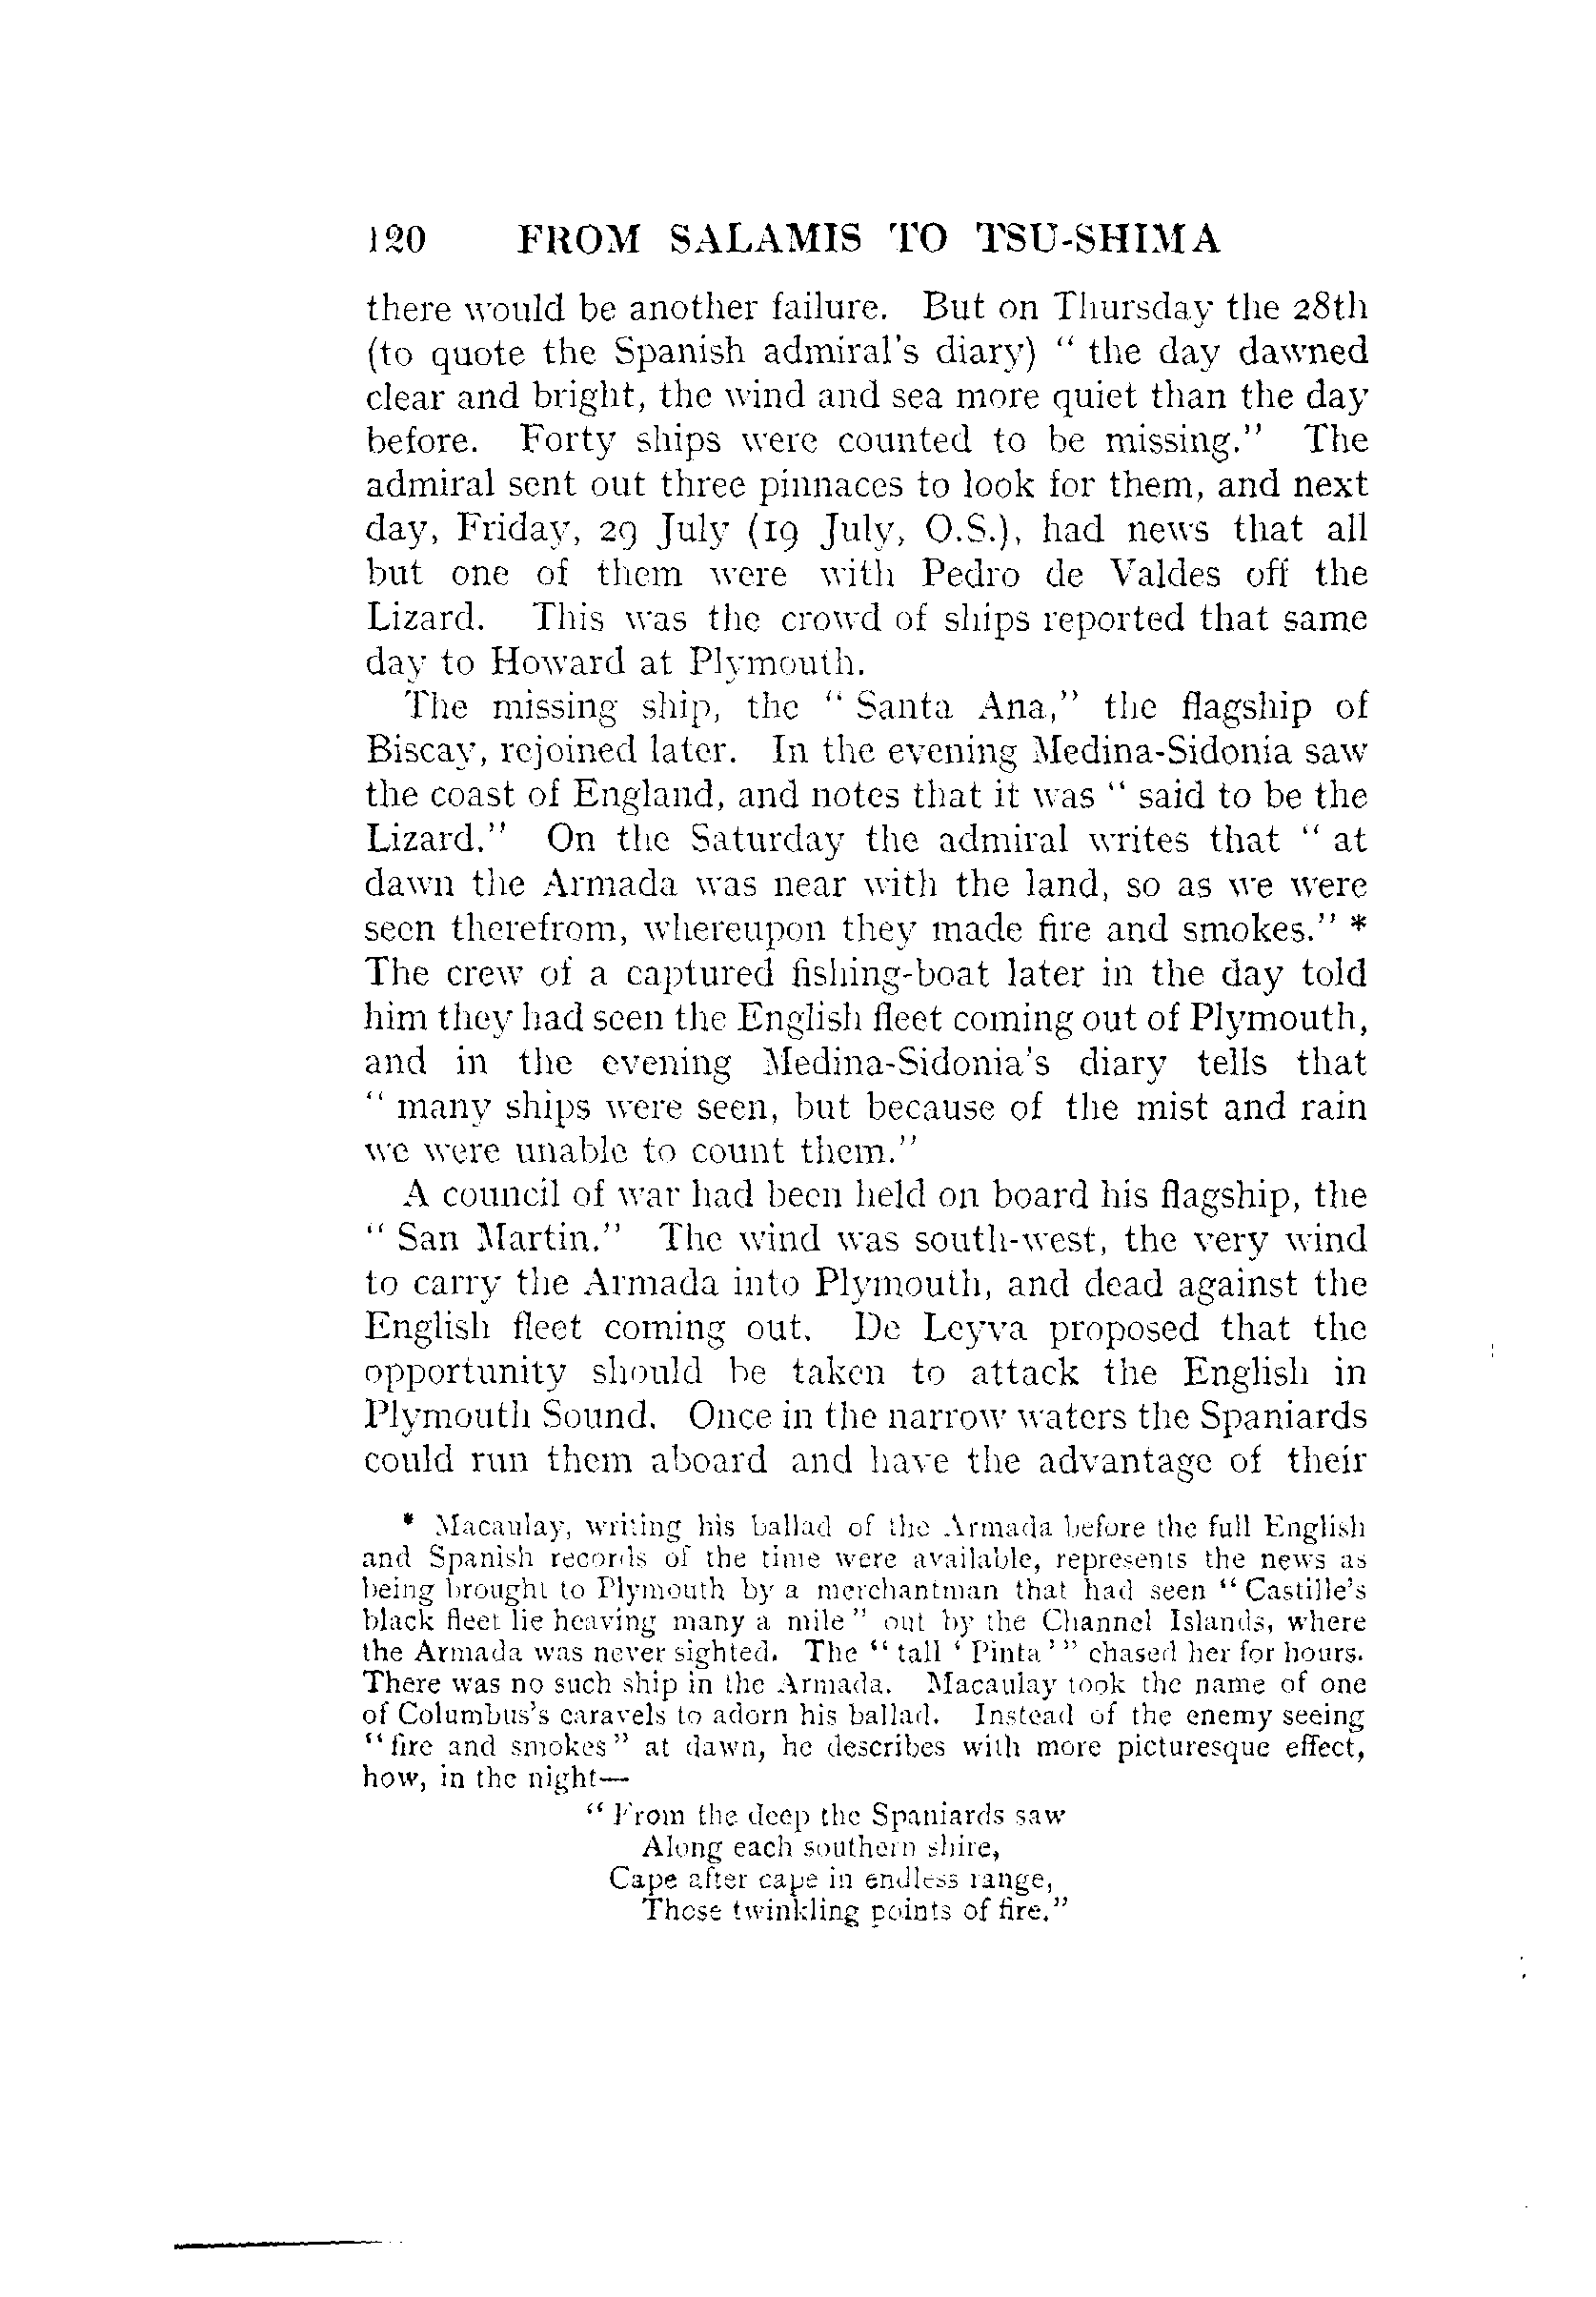 120 FROM SALAMIS TO TSU-SHIMA
there would be another failure. But on Thursday the 28th
(to quote the Spanish admiral's diary) " the day dawned
clear and bright, the wind and sea more quiet than the day
before. Forty ships were counted to be missing." The
admiral sent out three pinnaces to look for them, and next
day, Friday, 29 July (19 July, O.S.), had news that all
but one of them were with Pedro de Valdes off the
Lizard. This was the crowd of ships reported that same
day to Howard at Plymouth.
The missing ship, the " Santa Ana," the flagship of
Biscay, rejoined later. In the evening Medina-Sidonia saw
the coast of England, and notes that it was " said to be the
Lizard." On the Saturday the admiral writes that " at
dawn the Armada was near with the land, so as we were
seen therefrom, whereupon they made fire and smokes." *
The crew of a captured fishing-boat later in the day told
him they had seen the English fleet coming out of Plymouth,
and in the evening Medina-Sidonia's diary tells that
" many ships were seen, but because of the mist and rain
we were unable to count them."
A council of war had been held on board his flagship, the
" San Martin." The wind was south-west, the very wind
to carry the Armada into Plymouth, and dead against the
English fleet coming out. De Leyva proposed that the
opportunity should be taken to attack the English in
Plymouth Sound. Once in the narrow waters the Spaniards
could run them aboard and have the advantage of their
* Macaulay, writing his ballad of the Armada before the full English
and Spanish records of the time were available, represents the news as
being brought to Plymouth by a merchantman that had seen " Castille's
black fleet lie heaving many a mile" out by the Channel Islands, where
the Armada was never sighted. The " tall ' Pinta ' " chased her for hours.
There was no such ship in the Armada. Macaulay took the name of one
of Columbus's caravels to adorn his ballad. Instead of the enemy seeing
"fire and smokes" at dawn, he describes with more picturesque effect,
how, in the night—
" From the deep the Spaniards saw
Along each southern shire,
Cape after cape in endless range,
Those twinkling points of fire."